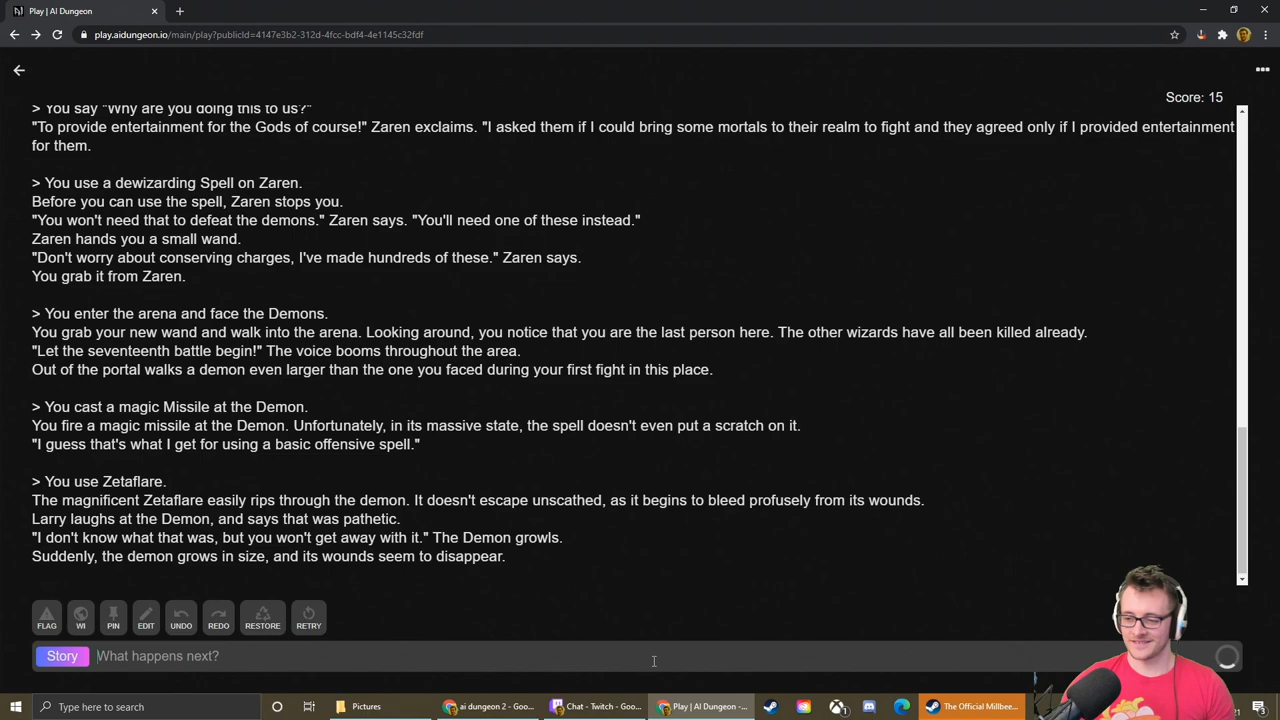 Play | AI Dungeon
play.aidungeon.io/main/play?publicId=4147e3b2-312d-4fcc-bdf4-4e1145c32fdf
Score: 15
> You say "Why are you doing this to us?"
"To provide entertainment for the Gods of course!" Zaren exclaims. "I asked them if I could bring some mortals to their realm to fight and they agreed only if I provided entertainment
for them.
> You use a dewizarding Spell on Zaren.
Before you can use the spell, Zaren stops you.
"You won't need that to defeat the demons." Zaren says. "You'll need one of these instead."
Zaren hands you a small wand.
"Don't worry about conserving charges, I've made hundreds of these." Zaren says.
You grab it from Zaren.
> You enter the arena and face the Demons.
You grab your new wand and walk into the arena. Looking around, you notice that you are the last person here. The other wizards have all been killed already.
"Let the seventeenth battle begin!" The voice booms throughout the area.
Out of the portal walks a demon even larger than the one you faced during your first fight in this place.
> You cast a magic Missile at the Demon.
You fire a magic missile at the Demon. Unfortunately, in its massive state, the spell doesn't even put a scratch on it.
"I guess that's what I get for using a basic offensive spell."
> You use Zetaflare.
The magnificent Zetaflare easily rips through the demon. It doesn't escape unscathed, as it begins to bleed profusely from its wounds.
Larry laughs at the Demon, and says that was pathetic.
"I don't know what that was, but you won't get away with it." The Demon growls.
Suddenly, the demon grows in size, and its wounds seem to disappear.
FLAG WI PIN EDIT UNDO REDO RESTORE RETRY
Story What happens next?
Type here to search Pictures ai dungeon 2 - Goo... Chat - Twitch - Goo... Play | AI Dungeon -... The Official Millbee...